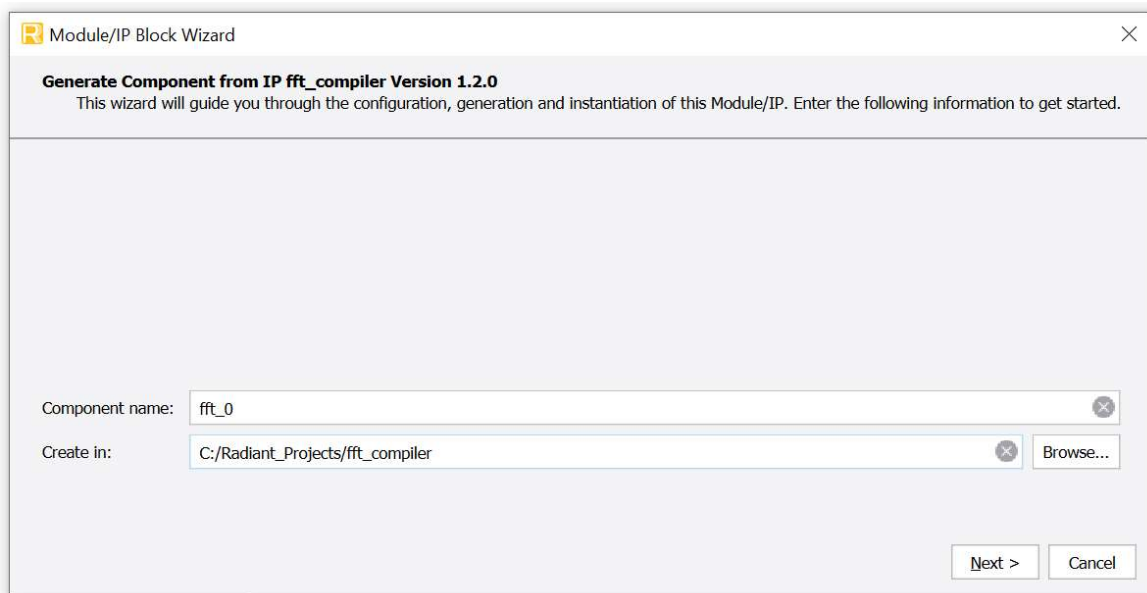 Module/IP Block Wizard
Generate Component from IP fft_compiler Version 1.2.0
This wizard will guide you through the configuration, generation and instantiation of this Module/IP. Enter the following information to get started.
Component name: fft_0
Create in: C:/Radiant_Projects/fft_compiler Browse...
Next > Cancel